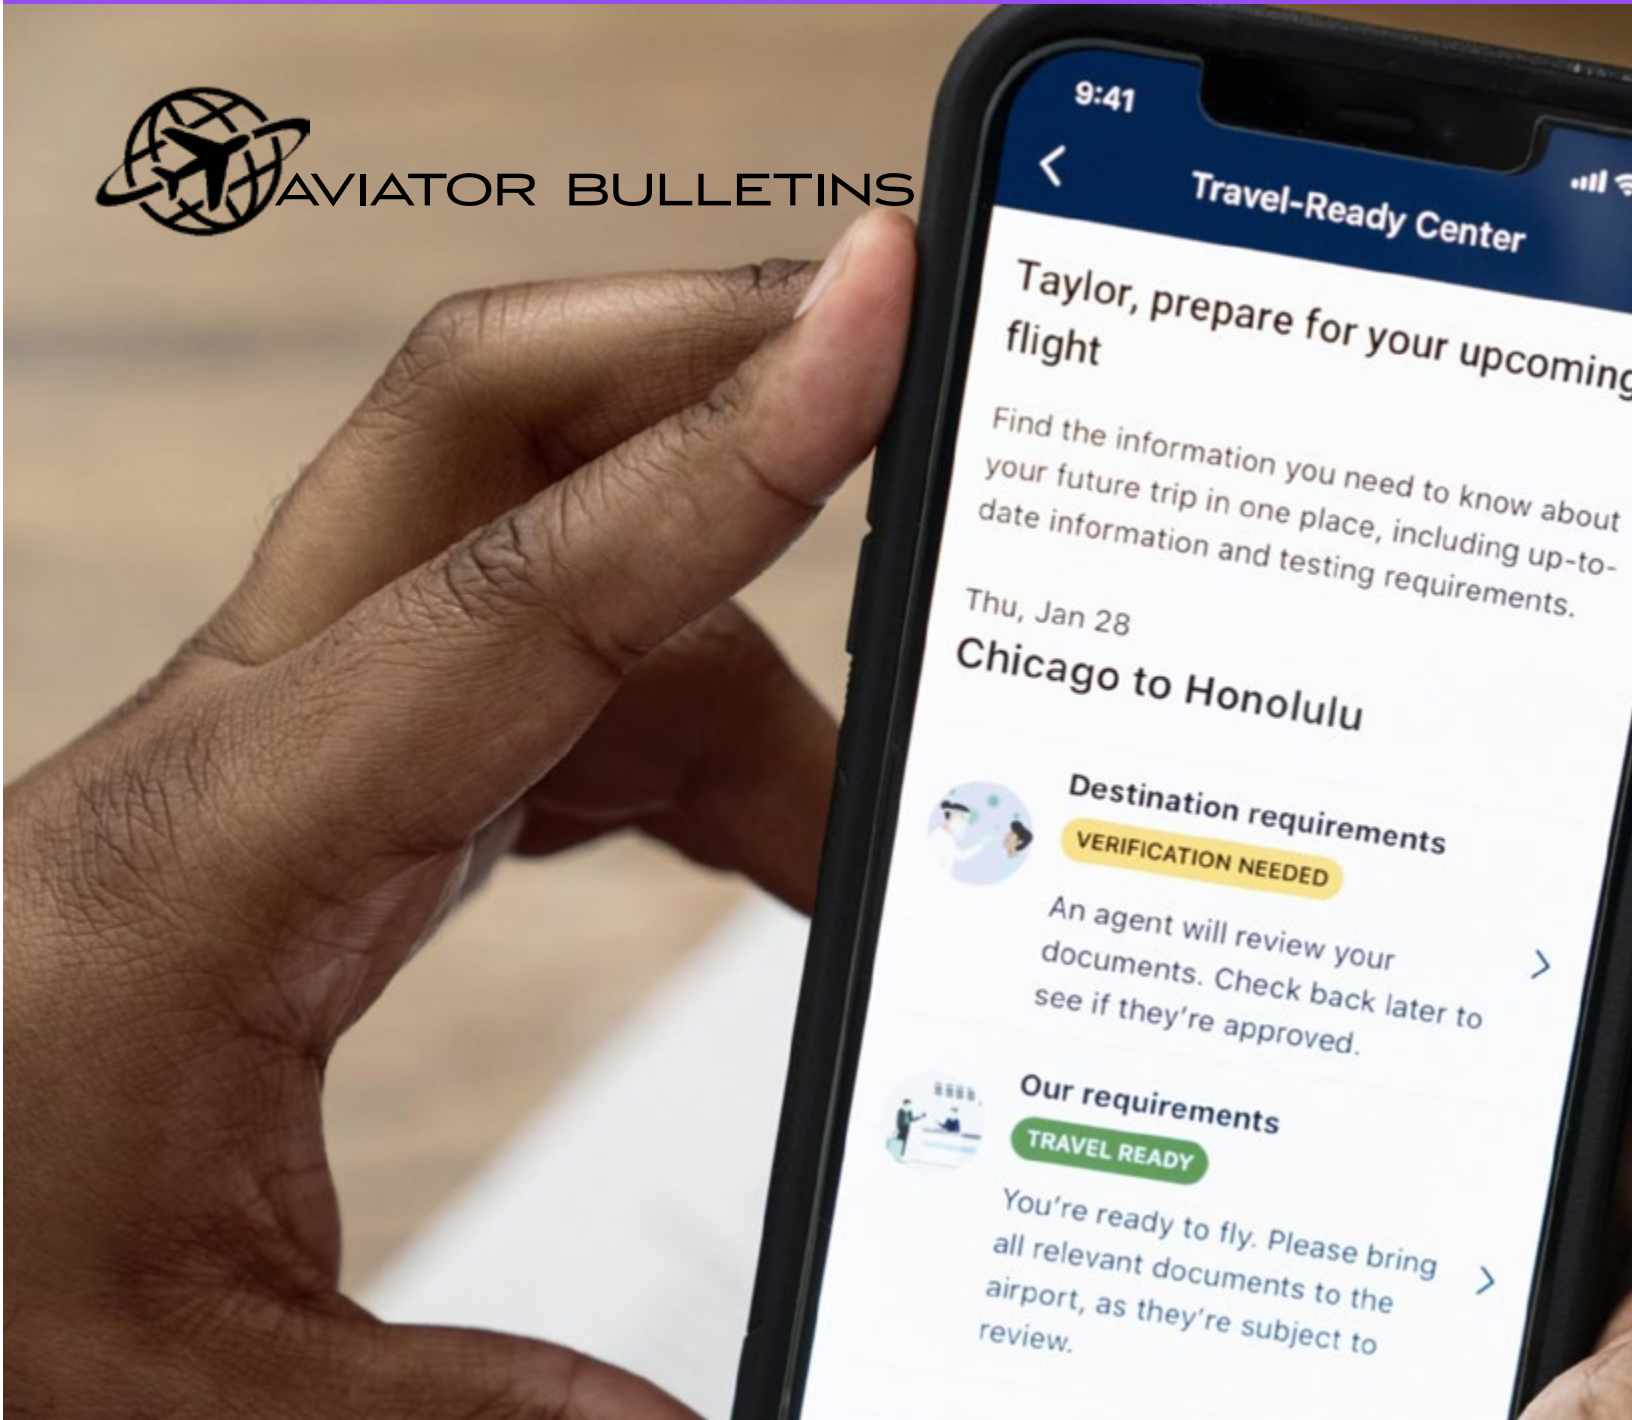 AVIATOR BULLETINS
9:41
Travel-Ready Center
Taylor, prepare for your upcoming
flight
Find the information you need to know about
your future trip in one place, including up-to-
date information and testing requirements.
Thu, Jan 28
Chicago to Honolulu
Destination requirements
VERIFICATION NEEDED
An agent will review your
documents. Check back later to
see if they're approved.
Our requirements
TRAVEL READY
You're ready to fly. Please bring
all relevant documents to the
airport, as they're subject to
review.